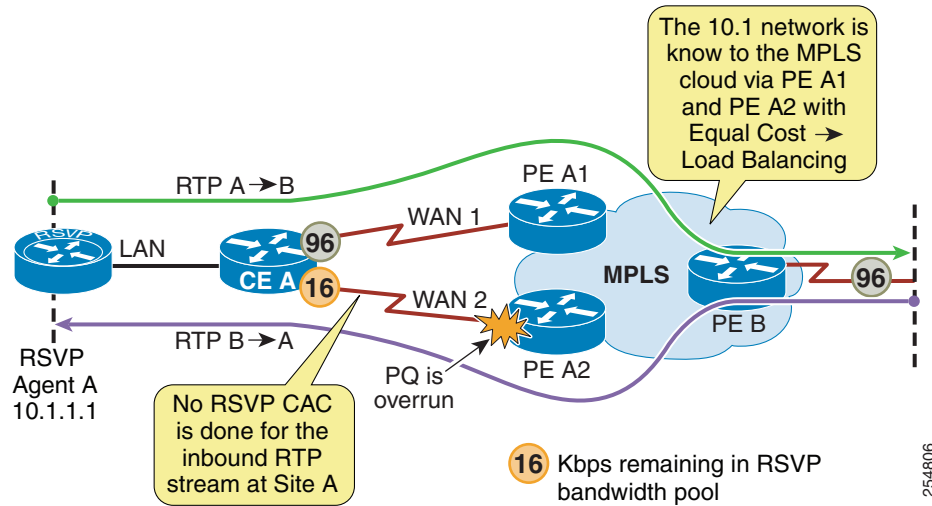 The 10.1 network is
know to the MPLS
cloud via PE A1
and PE A2 with
Equal Cost →
Load Balancing
RTP A→B
PE A1
WAN 1
RSVP
LAN
96
CE A
16
MPLS
96
WAN 2
PE B
RTP B→A
PE A2
RSVP
Agent A
10.1.1.1
PQ is
overrun
No RSVP CAC
is done for the
inbound RTP
stream at Site A
16 Kbps remaining in RSVP
bandwidth pool
254806